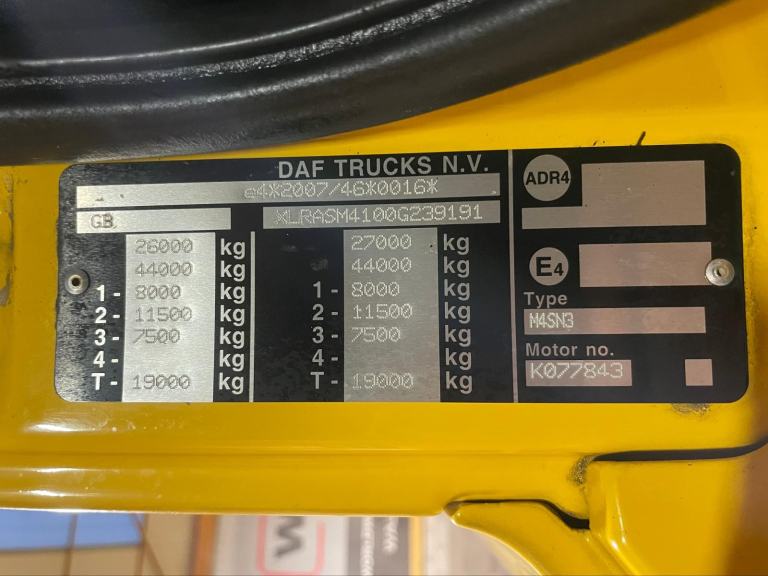 DAF TRUCKS N.V.
e4*2007/46*0016*
GB XLRASM4100G239191
26000 kg 27000 kg
44000 kg 44000 kg
1 - 8000 kg 1 - 8000 kg
2 - 11500 kg 2 - 11500 kg
3 - 7500 kg 3 - 7500 kg
4 - kg 4 - kg
T - 19000 kg T - 19000 kg
ADR4
E4
Type
M4SN3
Motor no.
K077843